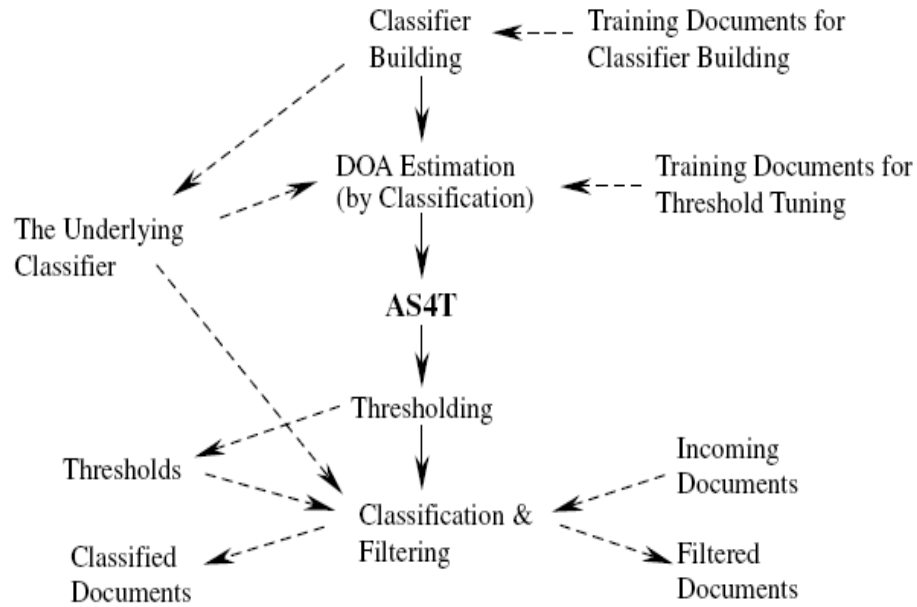 Classifier
Building
Training Documents for
Classifier Building
DOA Estimation
(by Classification)
Training Documents for
Threshold Tuning
The Underlying
Classifier
AS4T
Thresholding
Thresholds
Incoming
Documents
Classification &
Filtering
Classified
Documents
Filtered
Documents